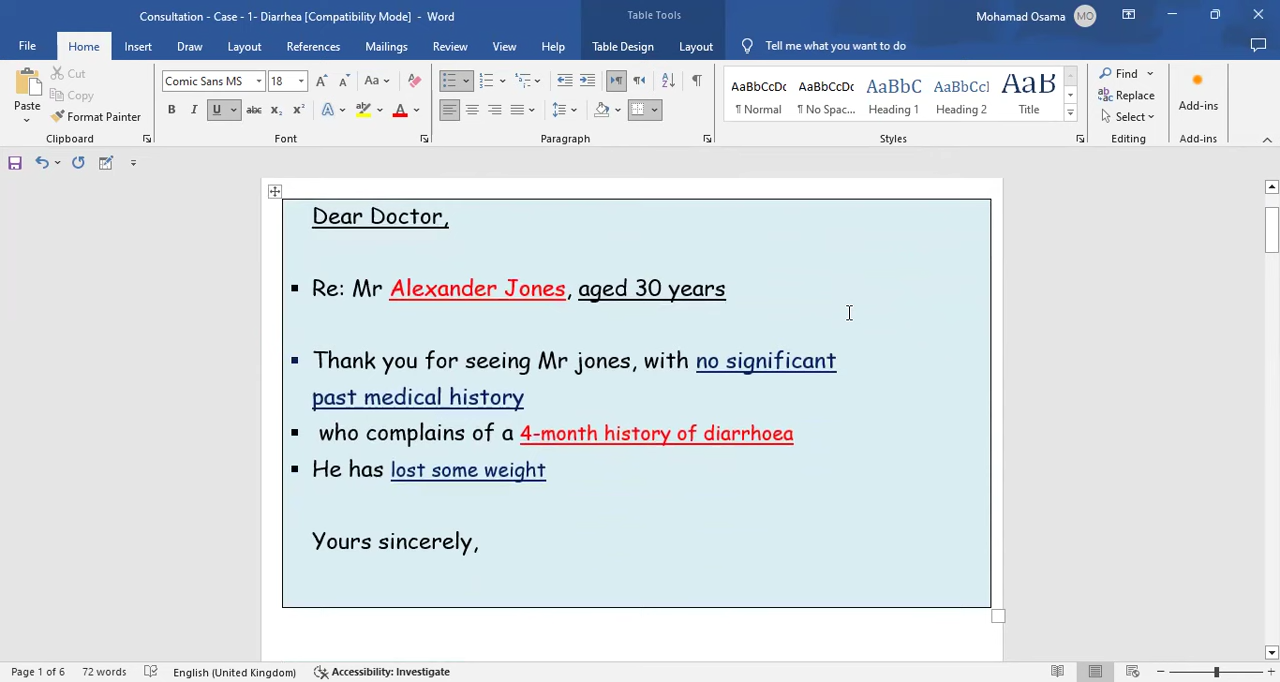 Consultation - Case - 1- Diarrhea [Compatibility Mode] - Word
Table Tools
Mohamad Osama MO
File Home Insert Draw Layout References Mailings Review View Help Table Design Layout Tell me what you want to do
Paste
Cut
Copy
Format Painter
Clipboard
Comic Sans MS 18
Font
Paragraph
AaBbCcDc AaBbCcDc AaBbC AaBbCcl AaB
¶ Normal ¶ No Spac... Heading 1 Heading 2 Title
Styles
Find
Replace
Select
Editing
Add-ins
Add-ins
Dear Doctor,
Re: Mr Alexander Jones, aged 30 years
Thank you for seeing Mr jones, with no significant
past medical history
who complains of a 4-month history of diarrhoea
He has lost some weight
Yours sincerely,
Page 1 of 6 72 words English (United Kingdom) Accessibility: Investigate